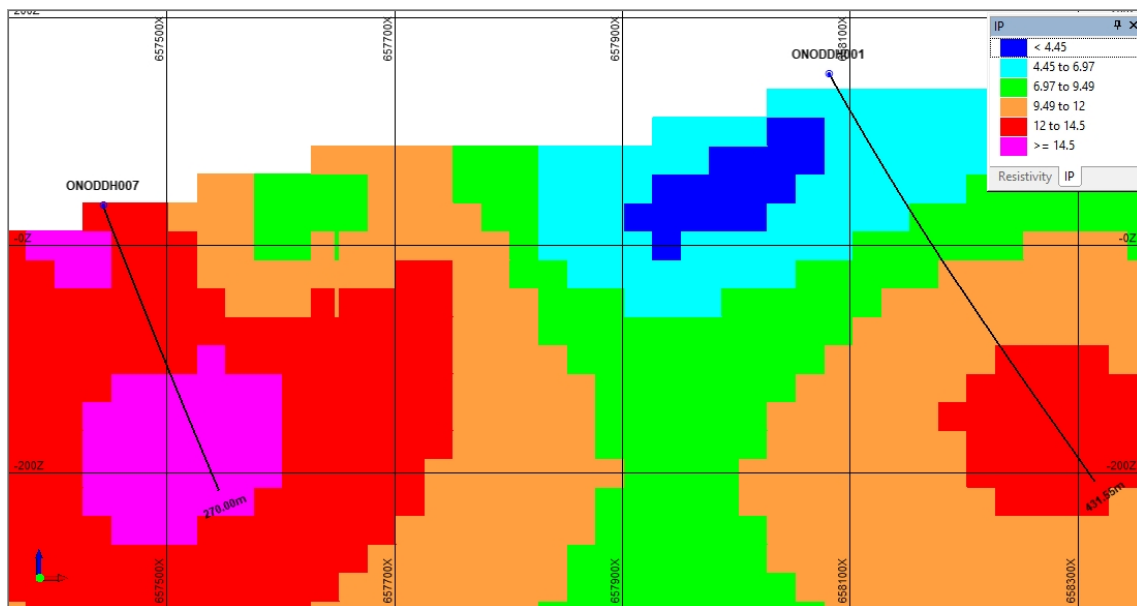 200Z
657500X
657700X
657900X
658100X
IP
< 4.45
4.45 to 6.97
6.97 to 9.49
9.49 to 12
12 to 14.5
>= 14.5
Resistivity
IP
ONODDH001
ONODDH007
-0Z
-0Z
-200Z
-200Z
270.00m
431.55m
657500X
657700X
657900X
658100X
658300X